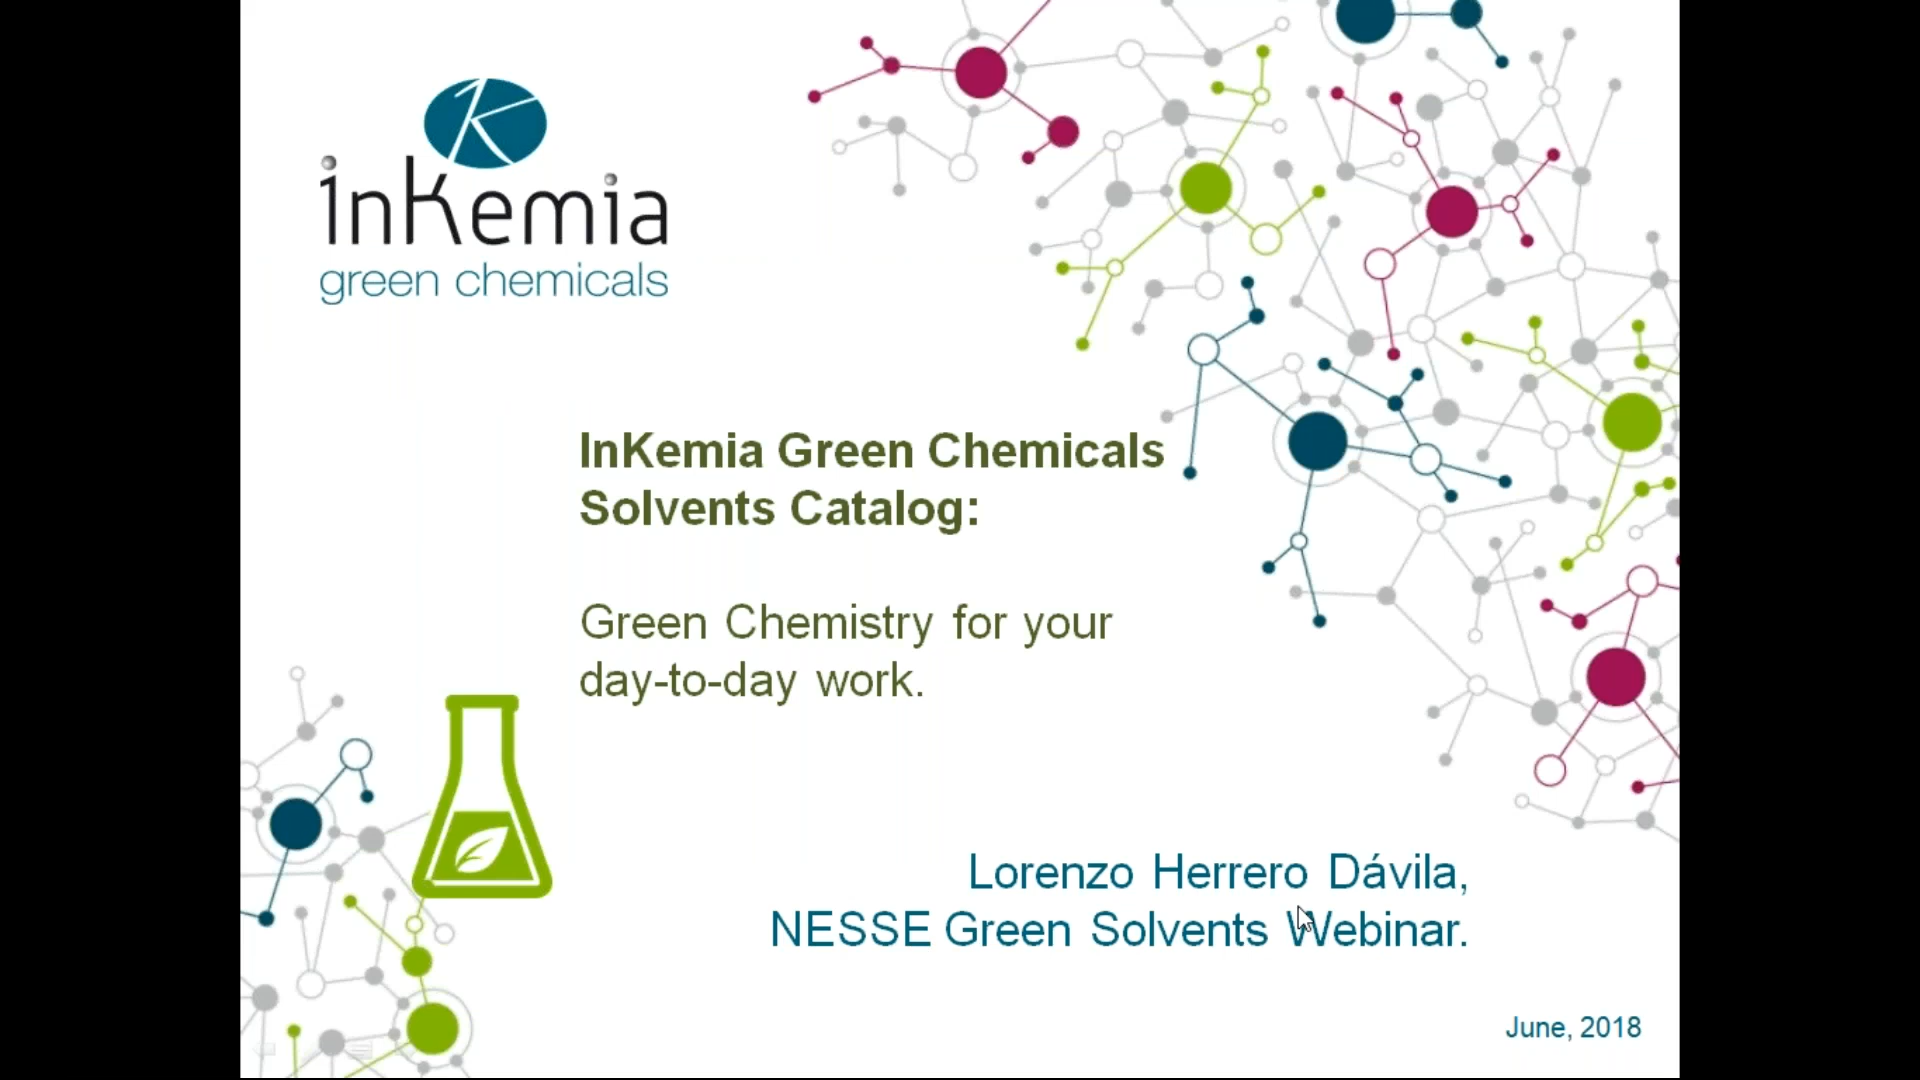 inKemia
green chemicals
InKemia Green Chemicals
Solvents Catalog:
Green Chemistry for your
day-to-day work.
Lorenzo Herrero Dávila,
NESSE Green Solvents Webinar.
June, 2018